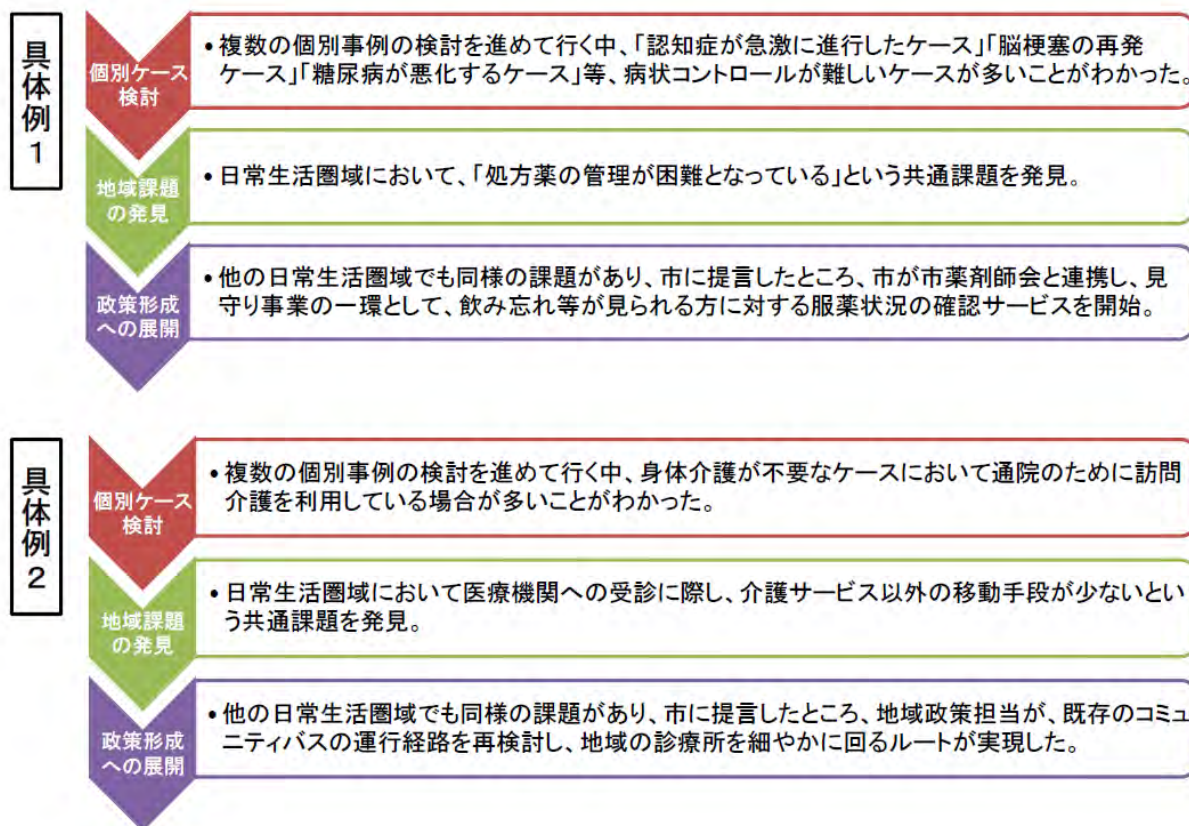 具体例１
個別ケース
検討
• 複数の個別事例の検討を進めて行く中、「認知症が急激に進行したケース」「脳梗塞の再発
ケース」「糖尿病が悪化するケース」等、病状コントロールが難しいケースが多いことがわかった。
地域課題
の発見
• 日常生活圏域において、「処方薬の管理が困難となっている」という共通課題を発見。
政策形成
への展開
• 他の日常生活圏域でも同様の課題があり、市に提言したところ、市が市薬剤師会と連携し、見
守り事業の一環として、飲み忘れ等が見られる方に対する服薬状況の確認サービスを開始。
具体例２
個別ケース
検討
• 複数の個別事例の検討を進めて行く中、身体介護が不要なケースにおいて通院のために訪問
介護を利用している場合が多いことがわかった。
地域課題
の発見
• 日常生活圏域において医療機関への受診に際し、介護サービス以外の移動手段が少ないとい
う共通課題を発見。
政策形成
への展開
• 他の日常生活圏域でも同様の課題があり、市に提言したところ、地域政策担当が、既存のコミュ
ニティバスの運行経路を再検討し、地域の診療所を細やかに回るルートが実現した。